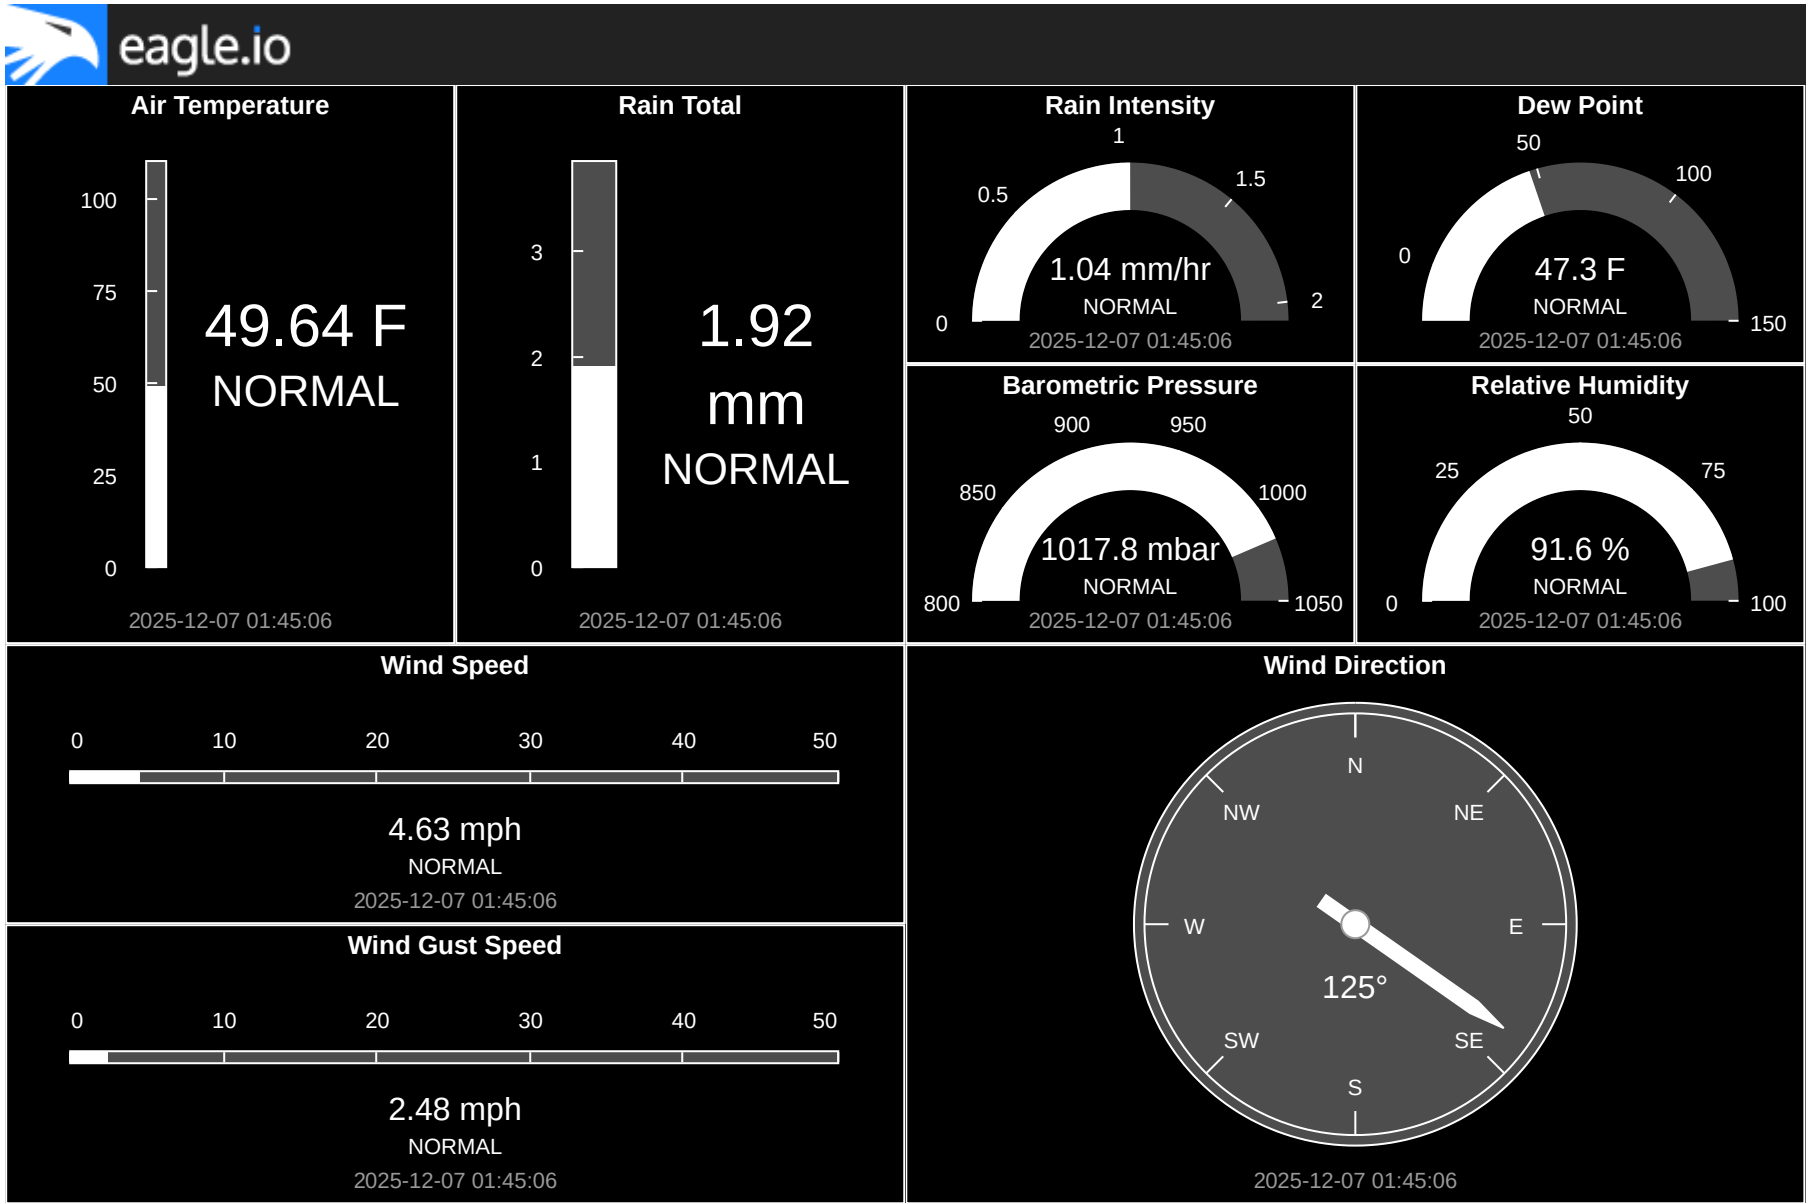 eagle.io
Air Temperature
100
75
50
25
0
49.64 F
NORMAL
2025-12-07 01:45:06
Rain Total
3
2
1
0
1.92
mm
NORMAL
2025-12-07 01:45:06
Rain Intensity
0
0.5
1
1.5
2
1.04 mm/hr
NORMAL
2025-12-07 01:45:06
Dew Point
0
50
100
150
47.3 F
NORMAL
2025-12-07 01:45:06
Barometric Pressure
800
850
900
950
1000
1050
1017.8 mbar
NORMAL
2025-12-07 01:45:06
Relative Humidity
0
25
50
75
100
91.6 %
NORMAL
2025-12-07 01:45:06
Wind Speed
0 10 20 30 40 50
4.63 mph
NORMAL
2025-12-07 01:45:06
Wind Gust Speed
0 10 20 30 40 50
2.48 mph
NORMAL
2025-12-07 01:45:06
Wind Direction
N
NW NE
W E
125°
SW SE
S
2025-12-07 01:45:06